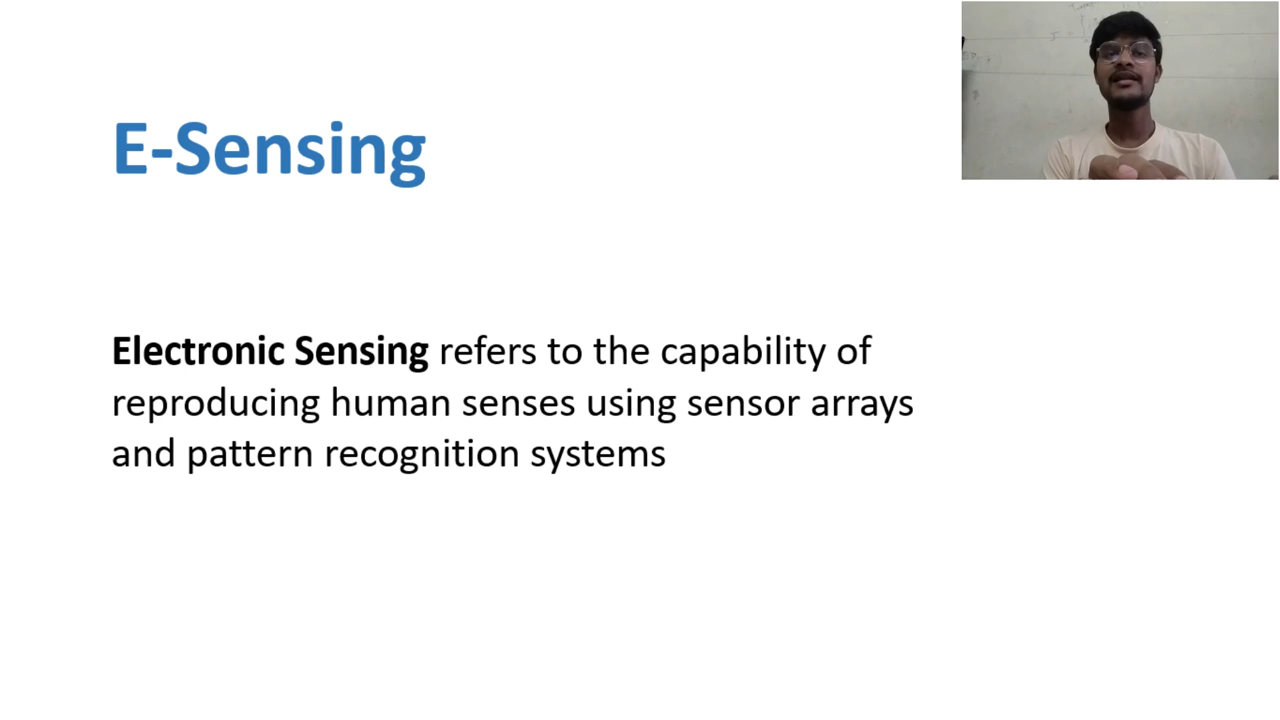 E-Sensing
Electronic Sensing refers to the capability of
reproducing human senses using sensor arrays
and pattern recognition systems